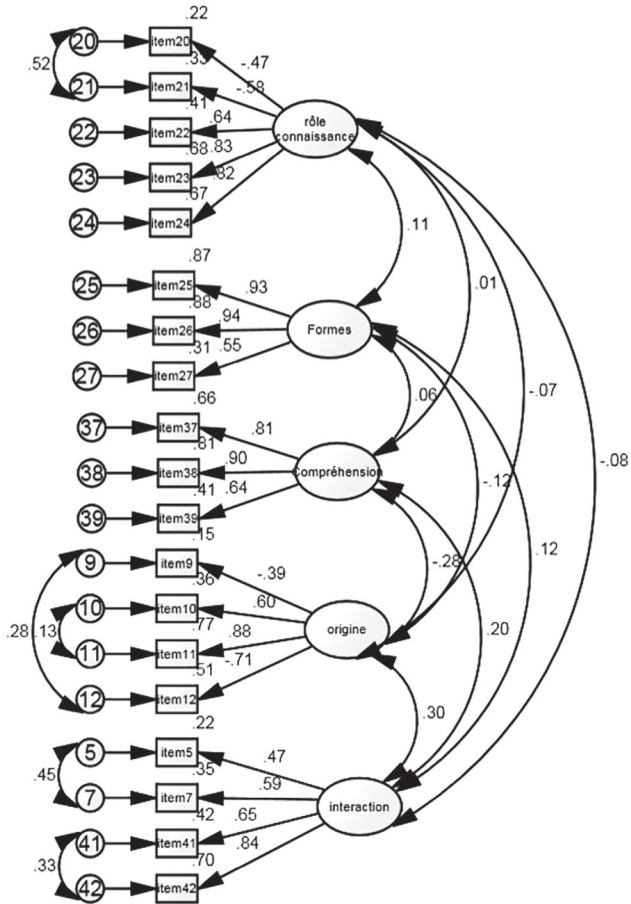 .22
20 item20 -.47
.33
.52
21 item21 -.58
.41
rôle
connaissance
22 item22 .64
.68 .83
23 item23 .82
.67
24 item24
.11
.87
25 item25 .93
.01
.88
26 item26 .94
Formes
.31 .55
27 item27
.66
.06
-.07
37 item37 .81
.81
38 item38 .90
Compréhension
-.08
.41 .64
-.12
39 item39
.15
9 item9 -.39
-.28
.12
.36
10 item10 .60
.77
origine
.28 .13
11 item11 .88
.20
.51 -.71
12 item12
.30
.22
5 item5 .47
.35
.45
.59
7 item7
interaction
.42 .65
41 item41 .84
.33
.70
42 item42